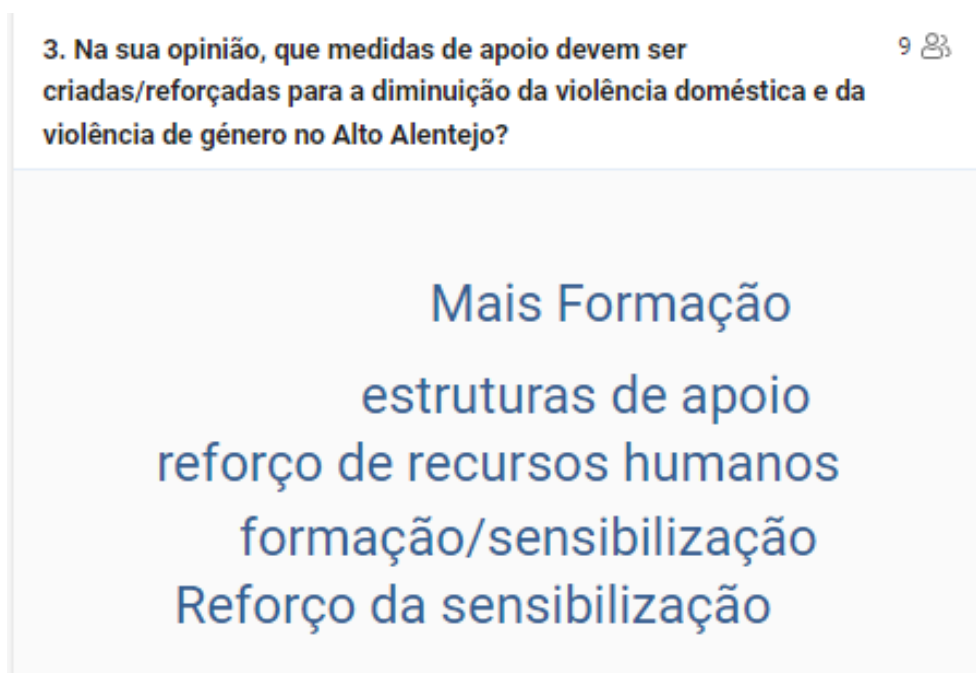 3. Na sua opinião, que medidas de apoio devem ser
9
criadas/reforçadas para a diminuição da violência doméstica e da
violência de género no Alto Alentejo?
Mais Formação
estruturas de apoio
reforço de recursos humanos
formação/sensibilização
Reforço da sensibilização